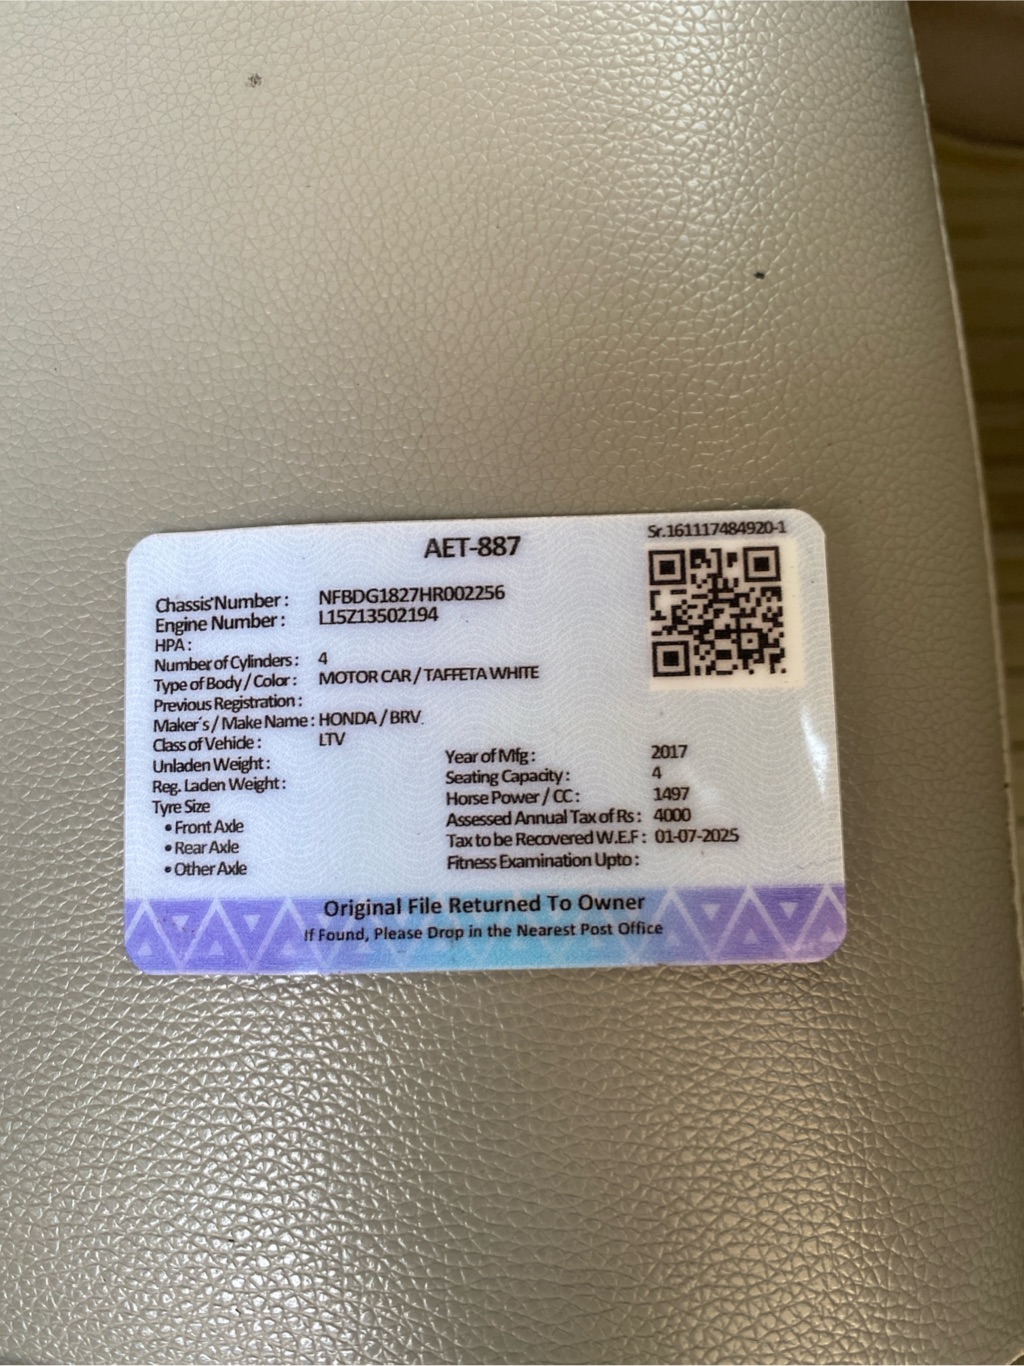 AET-887
Sr.161117484920-1
Chassis Number : NFBDG1827HR002256
Engine Number : L15Z13502194
HPA :
Number of Cylinders : 4
Type of Body / Color : MOTOR CAR / TAFFETA WHITE
Previous Registration :
Maker's / Make Name : HONDA / BRV.
Class of Vehicle : LTV
Unladen Weight :
Reg. Laden Weight :
Tyre Size
• Front Axle
• Rear Axle
• Other Axle
Year of Mfg : 2017
Seating Capacity : 4
Horse Power / CC : 1497
Assessed Annual Tax of Rs : 4000
Tax to be Recovered W.E.F : 01-07-2025
Fitness Examination Upto :
Original File Returned To Owner
If Found, Please Drop in the Nearest Post Office